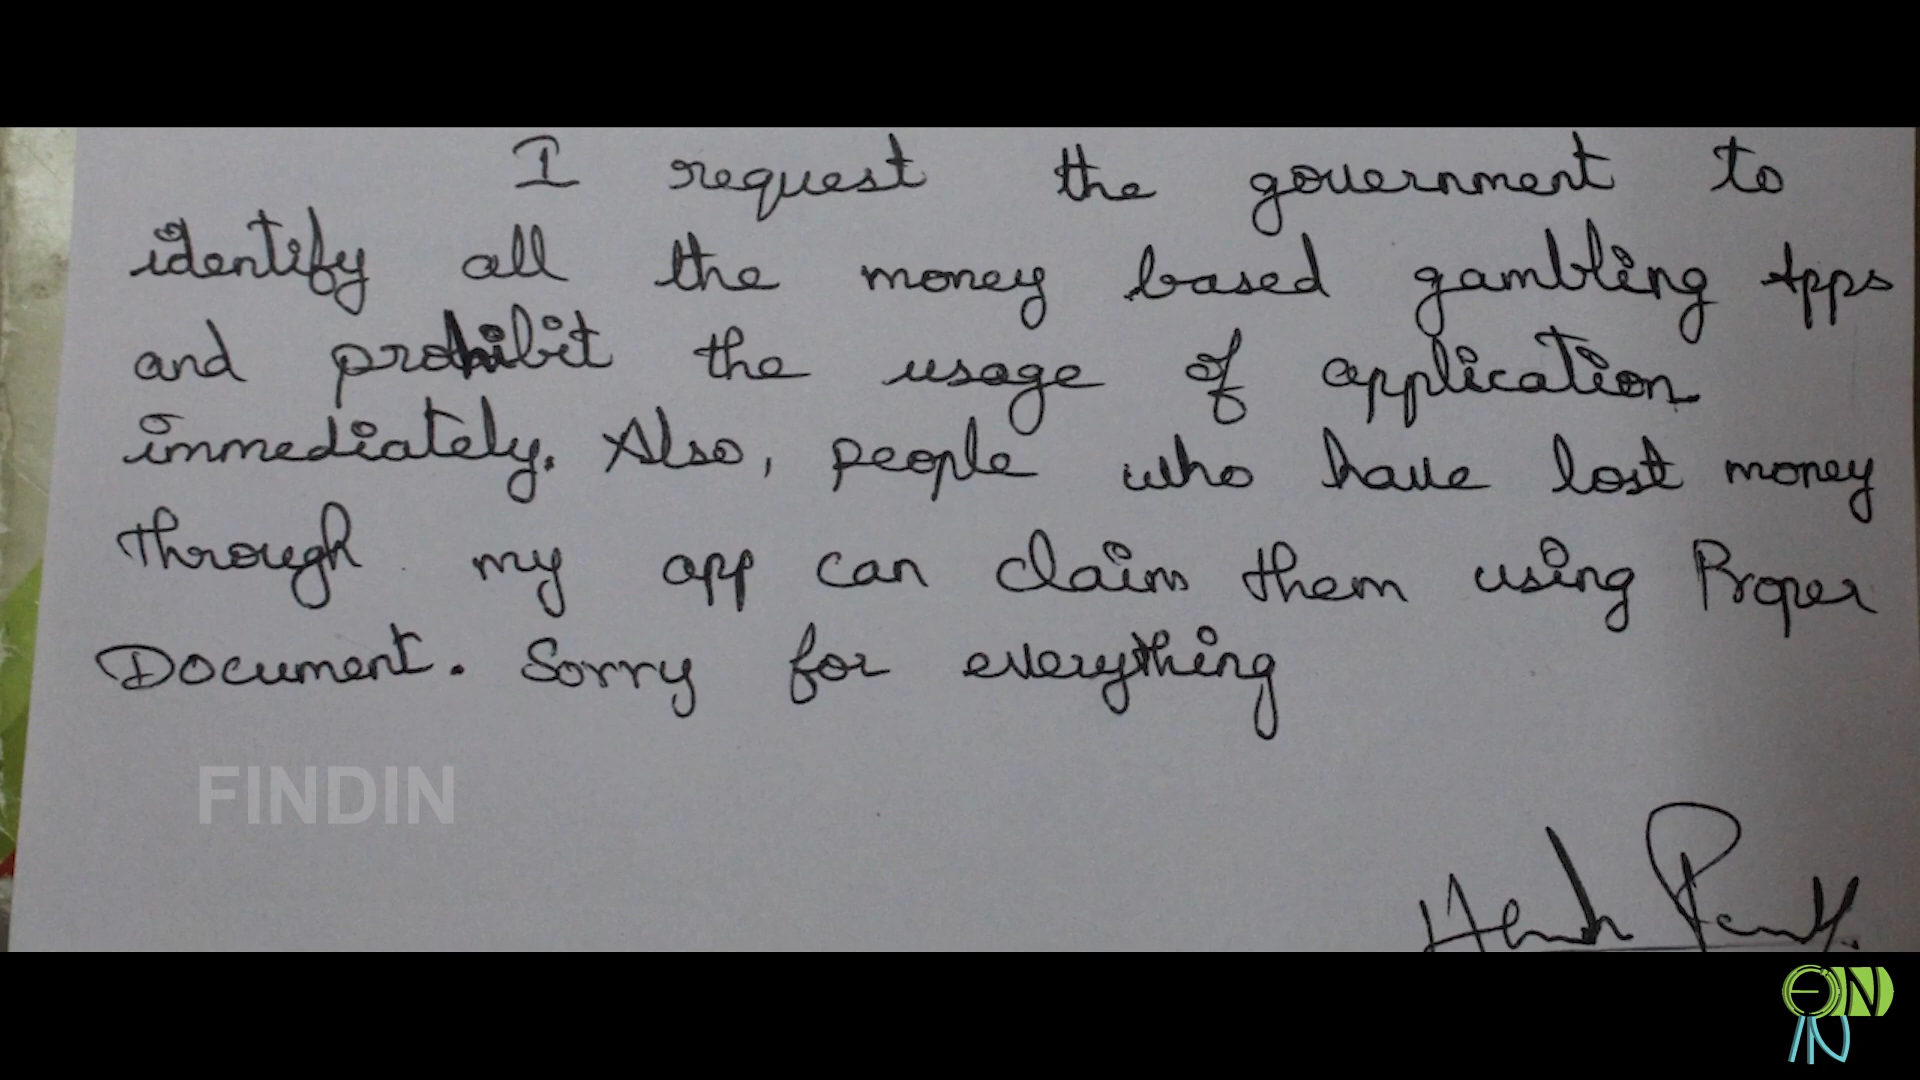 I request the government to
identify all the money based gambling Apps
and prohibit the usage of application
immediately. Also, people who have lost money
through my app can claim them using Proper
Document. Sorry for everything
FINDIN